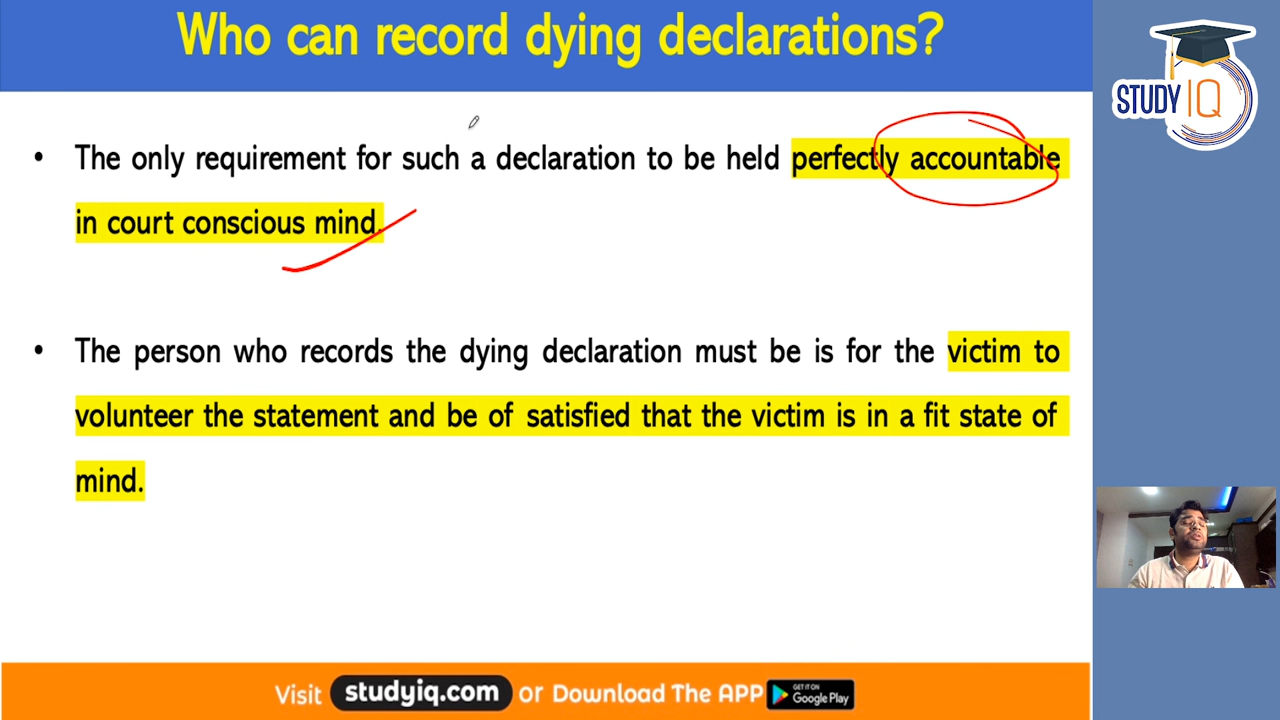 Who can record dying declarations?
STUDY IQ
• The only requirement for such a declaration to be held perfectly accountable
in court conscious mind.
• The person who records the dying declaration must be is for the victim to
volunteer the statement and be of satisfied that the victim is in a fit state of
mind.
Visit studyiq.com or Download The APP GET IT ON Google Play